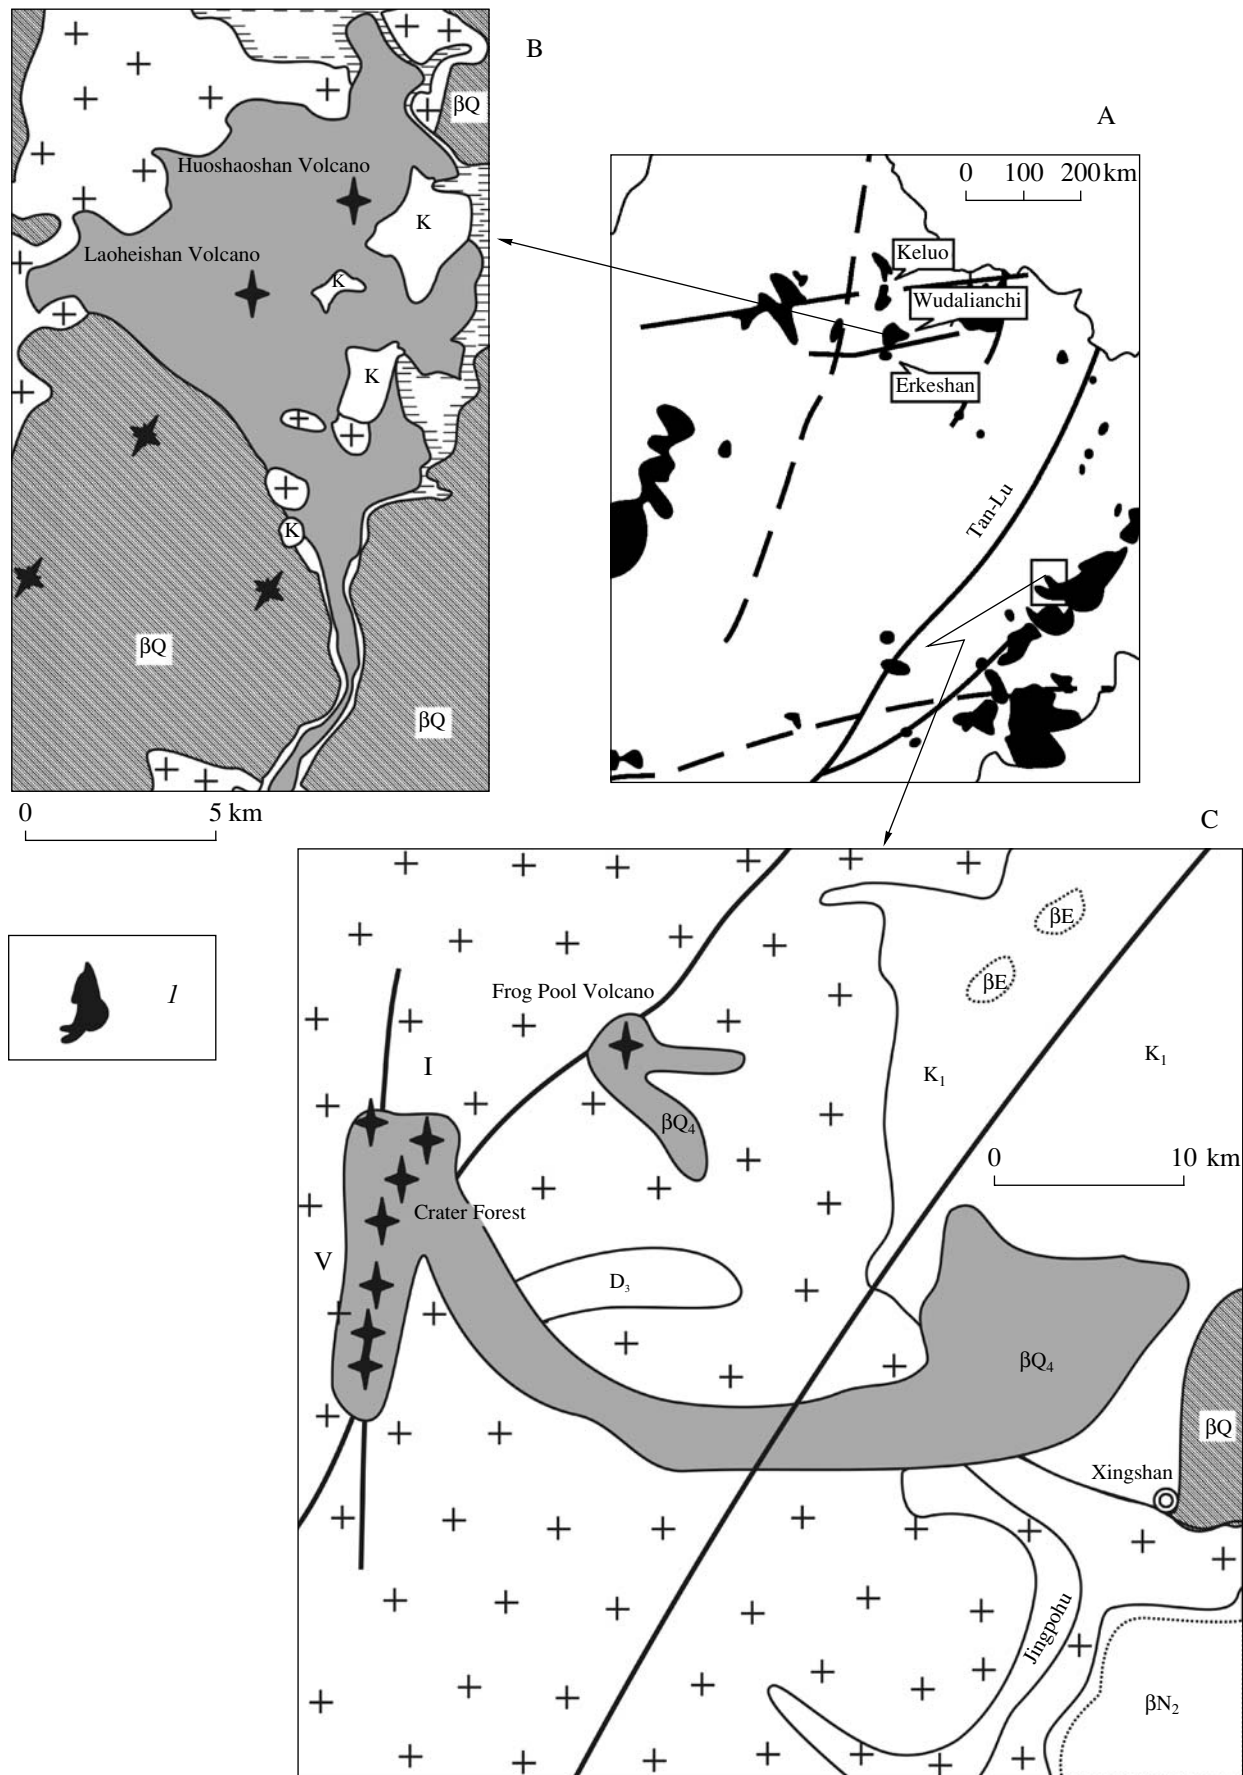 B
βQ
Huoshaoshan Volcano
K
Laoheishan Volcano
K
K
K
βQ
βQ
0 5 km
A
0 100 200 km
Keluo
Wudalianchi
Erkeshan
Tan-Lu
1
C
βE
βE
Frog Pool Volcano
K1
K1
I
βQ4
0 10 km
Crater Forest
V
D3
βQ4
βQ
Xingshan
Jingpohu
βN2